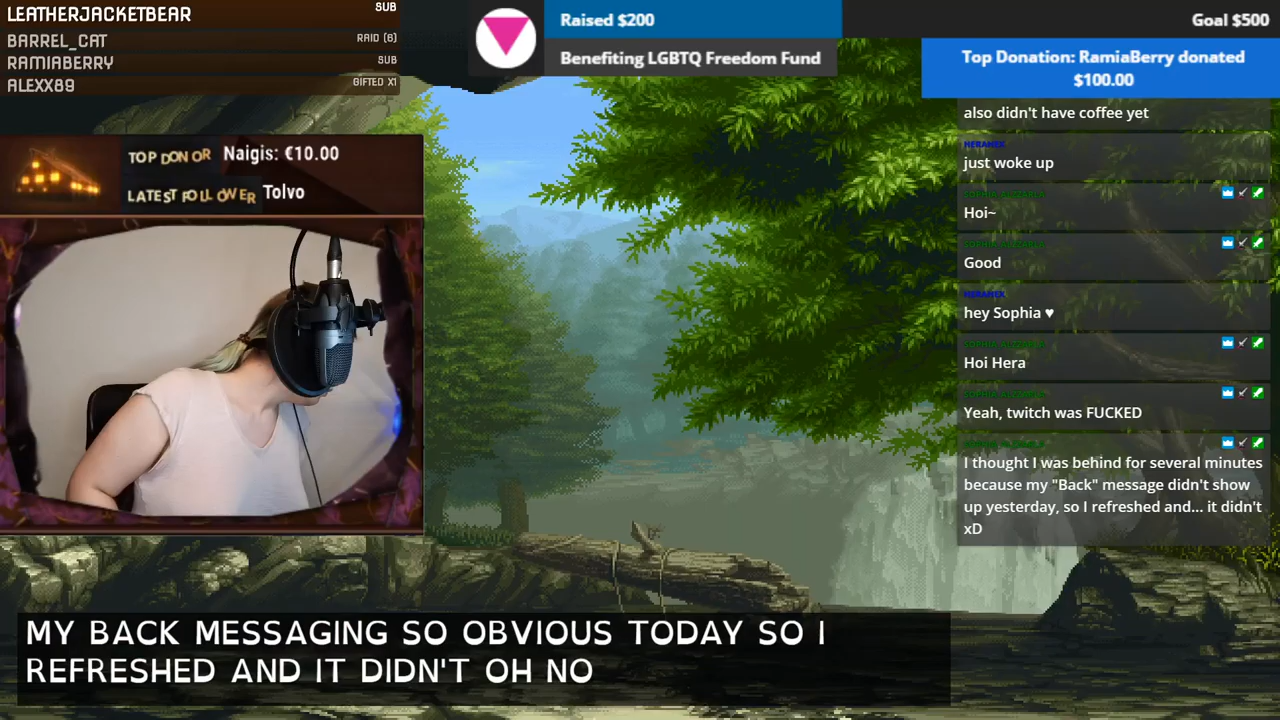 LEATHERJACKETBEAR SUB
BARREL_CAT RAID (6)
RAMIABERRY SUB
ALEXX89 GIFTED X1
Raised $200
Goal $500
Benefiting LGBTQ Freedom Fund
Top Donation: RamiaBerry donated
$100.00
TOP DONOR Naigis: €10.00
LATEST FOLLOWER Tolvo
also didn't have coffee yet
HERAHEX
just woke up
Hoi~
Good
HERAHEX
hey Sophia ♥
Hoi Hera
Yeah, twitch was FUCKED
I thought I was behind for several minutes
because my "Back" message didn't show
up yesterday, so I refreshed and... it didn't
xD
MY BACK MESSAGING SO OBVIOUS TODAY SO I
REFRESHED AND IT DIDN'T OH NO